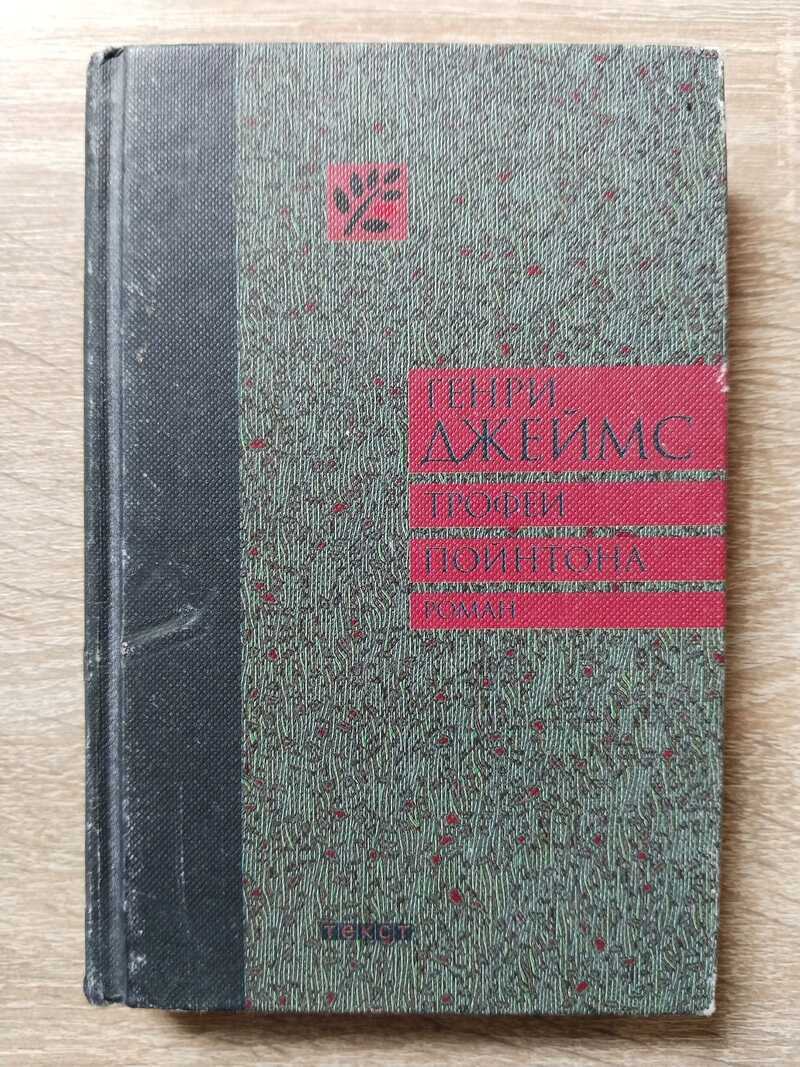 ГЕНРИ
ДЖЕЙМС
ТРОФЕИ
ПОЙНТОНА
РОМАН
текст